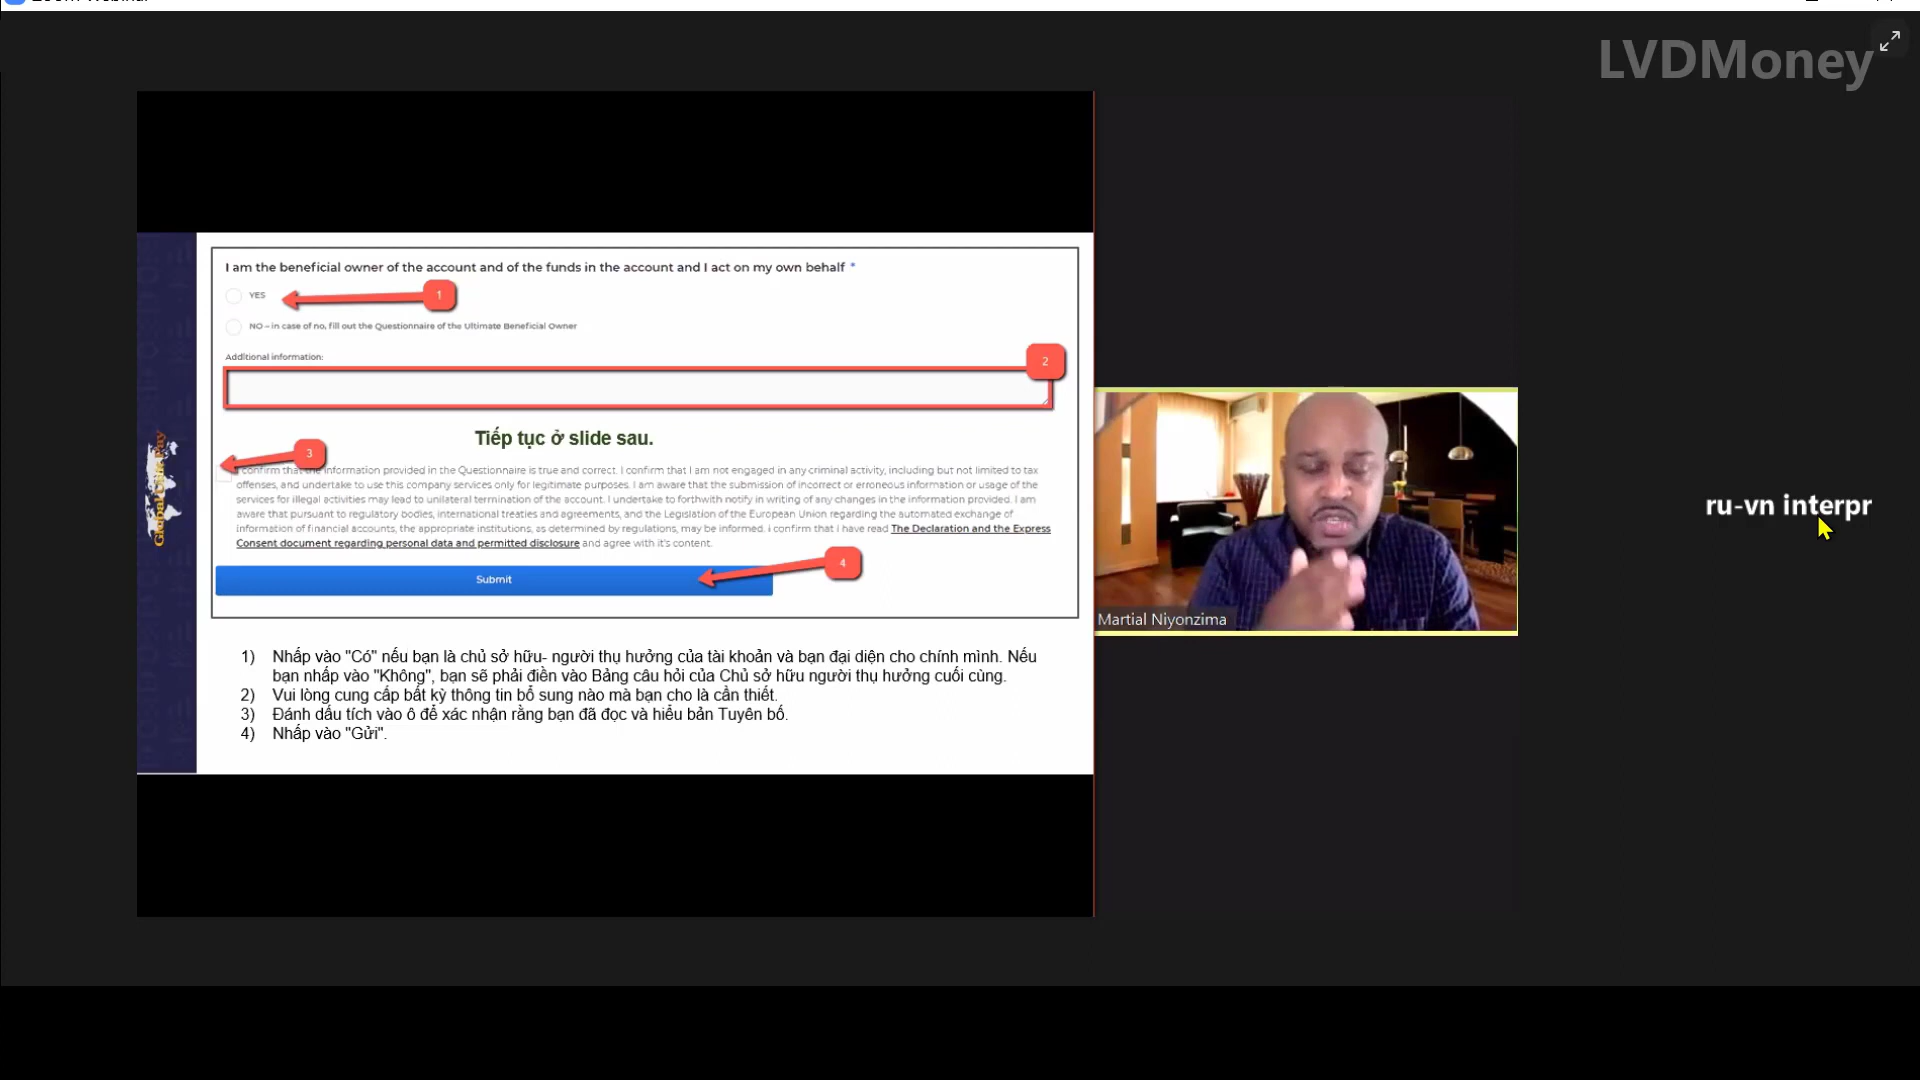 Zoom Webinar
LVDMoney
I am the beneficial owner of the account and of the funds in the account and I act on my own behalf *
YES
1
NO – in case of no, fill out the Questionnaire of the Ultimate Beneficial Owner
Additional information:
2
Tiếp tục ở slide sau.
3
I confirm that the information provided in the Questionnaire is true and correct. I confirm that I am not engaged in any criminal activity, including but not limited to tax
offenses, and undertake to use this company services only for legitimate purposes. I am aware that the submission of incorrect or erroneous information or usage of the
services for illegal activities may lead to unilateral termination of the account. I undertake to forthwith notify in writing of any changes in the information provided. I am
aware that pursuant to regulatory bodies, international treaties and agreements, and the Legislation of the European Union regarding the automated exchange of
information of financial accounts, the appropriate institutions, as determined by regulations, may be informed. I confirm that I have read The Declaration and the Express
Consent document regarding personal data and permitted disclosure and agree with it's content.
4
Submit
1) Nhấp vào "Có" nếu bạn là chủ sở hữu- người thụ hưởng của tài khoản và bạn đại diện cho chính mình. Nếu
bạn nhấp vào "Không", bạn sẽ phải điền vào Bảng câu hỏi của Chủ sở hữu người thụ hưởng cuối cùng.
2) Vui lòng cung cấp bất kỳ thông tin bổ sung nào mà bạn cho là cần thiết.
3) Đánh dấu tích vào ô để xác nhận rằng bạn đã đọc và hiểu bản Tuyên bố.
4) Nhấp vào "Gửi".
Martial Niyonzima
ru-vn interpr